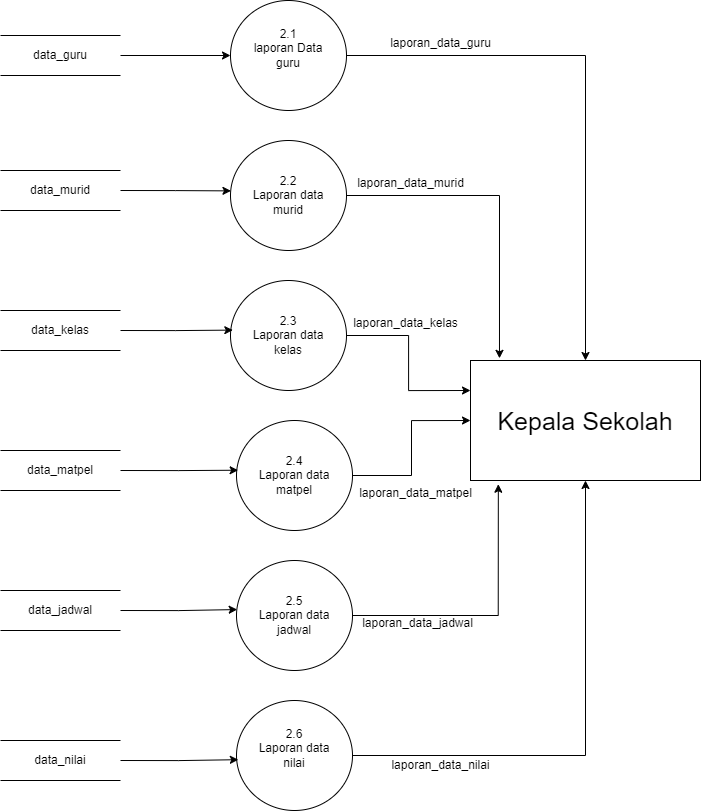 data_guru
2.1
laporan Data
guru
laporan_data_guru
data_murid
2.2
Laporan data
murid
laporan_data_murid
data_kelas
2.3
Laporan data
kelas
laporan_data_kelas
Kepala Sekolah
data_matpel
2.4
Laporan data
matpel
laporan_data_matpel
data_jadwal
2.5
Laporan data
jadwal
laporan_data_jadwal
data_nilai
2.6
Laporan data
nilai
laporan_data_nilai